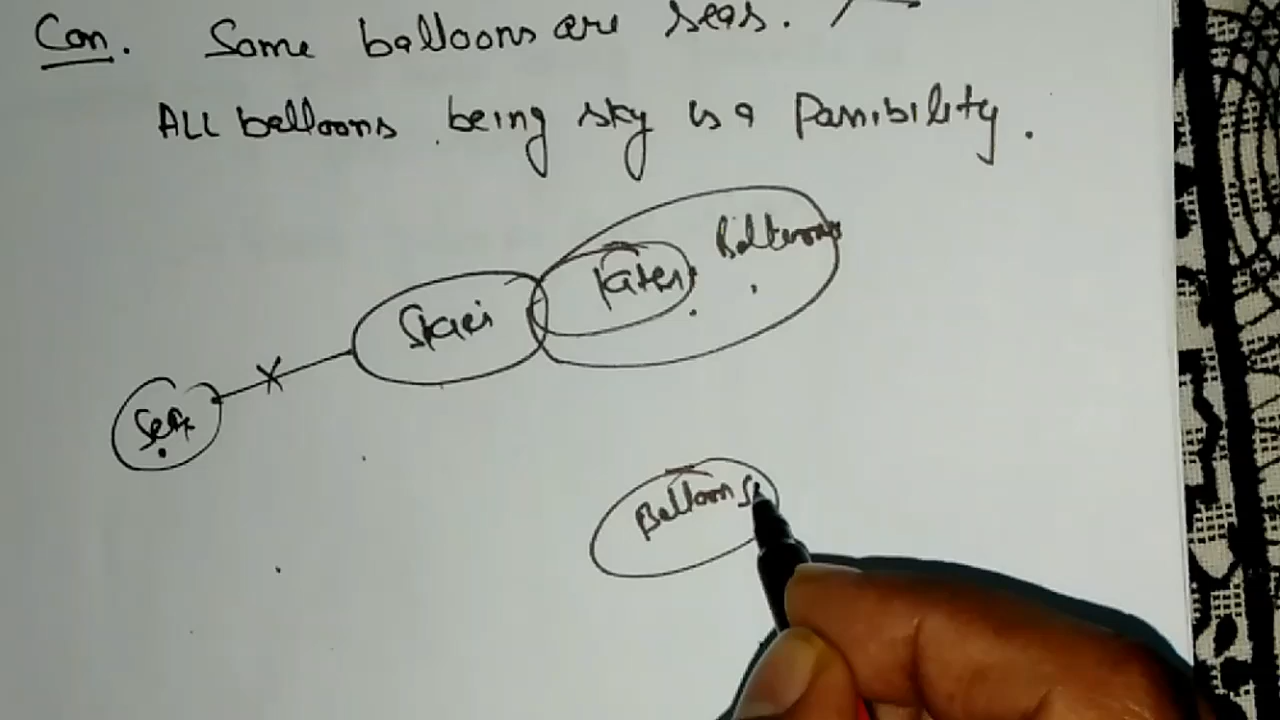 Con. Some balloons are seas.
ALL balloons being sky is a Possibility.
Balloons
kites
Skies
Sea
Balloons